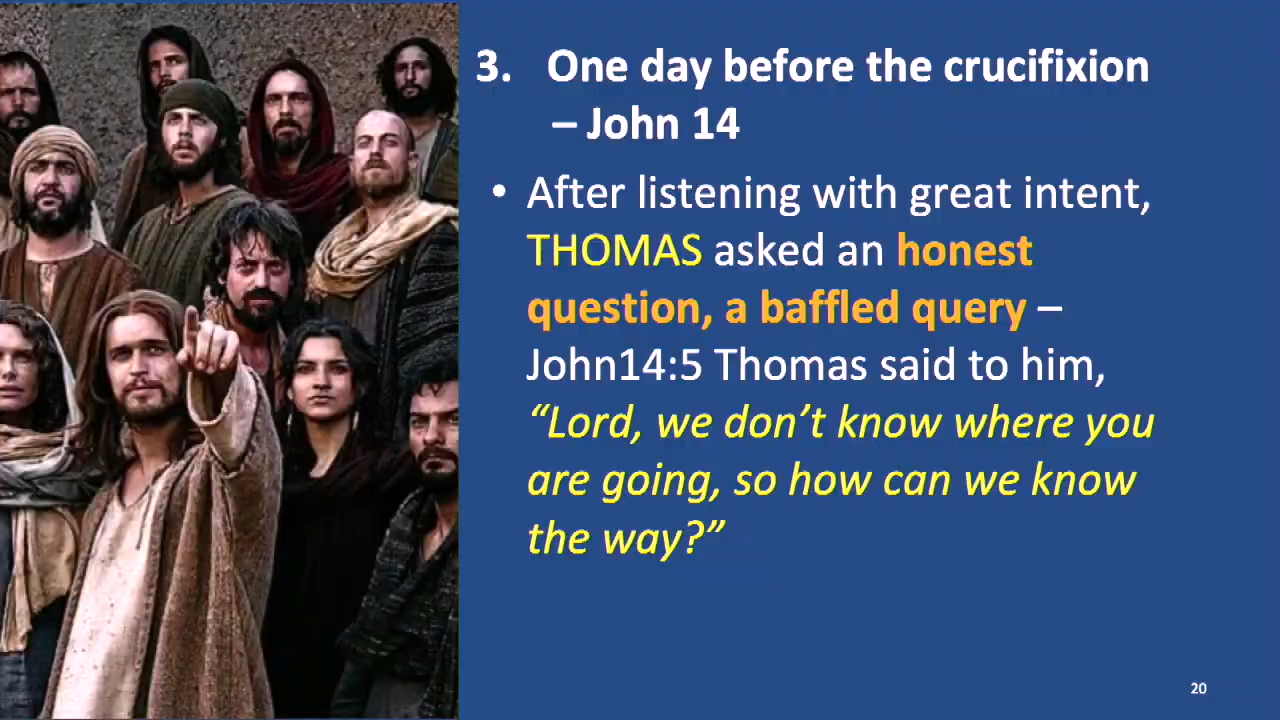 3. One day before the crucifixion
– John 14
• After listening with great intent,
THOMAS asked an honest
question, a baffled query –
John14:5 Thomas said to him,
“Lord, we don’t know where you
are going, so how can we know
the way?”
20